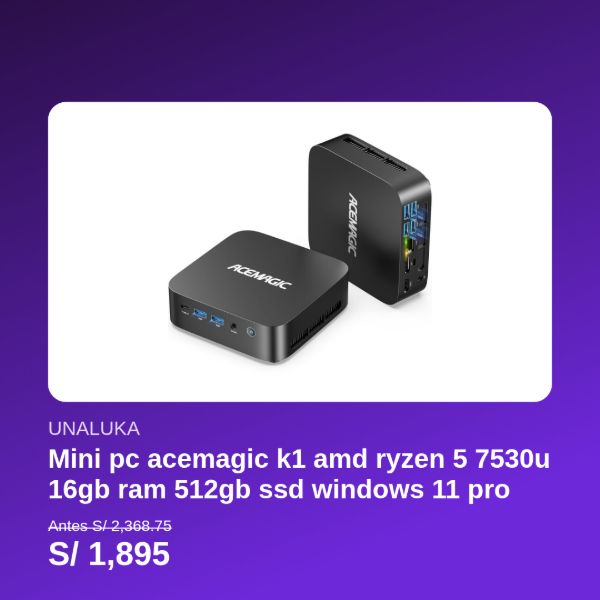 ACEMAGIC
ACEMAGIC
UNALUKA
Mini pc acemagic k1 amd ryzen 5 7530u
16gb ram 512gb ssd windows 11 pro
Antes S/ 2,368.75
S/ 1,895